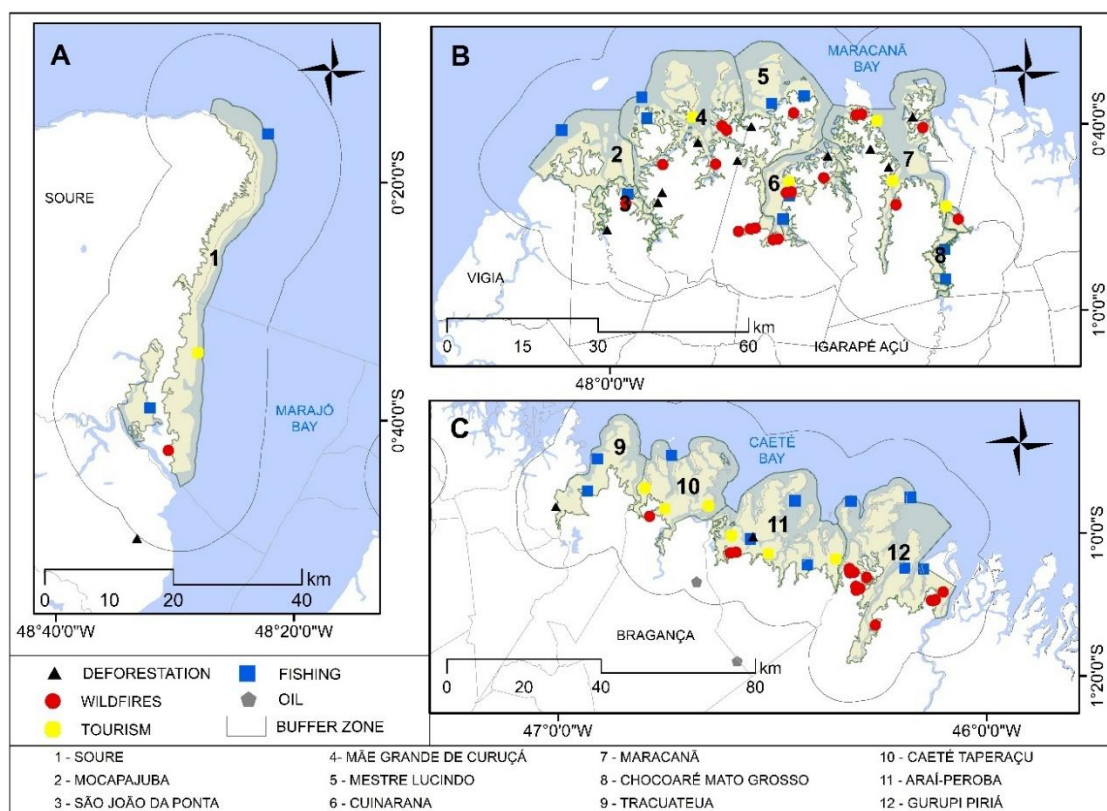 A
SOURE
1
MARAJÓ
BAY
0°20'0"S
0°40'0"S
km
0 10 20 40
48°40'0"W 48°20'0"W
B
MARACANÃ
BAY
5
4
2
7
6
3
8
VIGIA
km
0 15 30 60
IGARAPÉ AÇÚ
48°0'0"W
0°40'0"S
1°0'0"S
C
CAETÉ
BAY
9
10
11
12
BRAGANÇA
km
0 20 40 80
47°0'0"W 46°0'0"W
1°0'0"S
1°20'0"S
DEFORESTATION FISHING
WILDFIRES OIL
TOURISM BUFFER ZONE
1 - SOURE 4- MÃE GRANDE DE CURUÇÁ 7 - MARACANÃ 10 - CAETÉ TAPERAÇU
2 - MOCAPAJUBA 5 - MESTRE LUCINDO 8 - CHOCOARÉ MATO GROSSO 11 - ARAÍ-PEROBA
3 - SÃO JOÃO DA PONTA 6 - CUINARANA 9 - TRACUATEUA 12 - GURUPI PIRIÁ